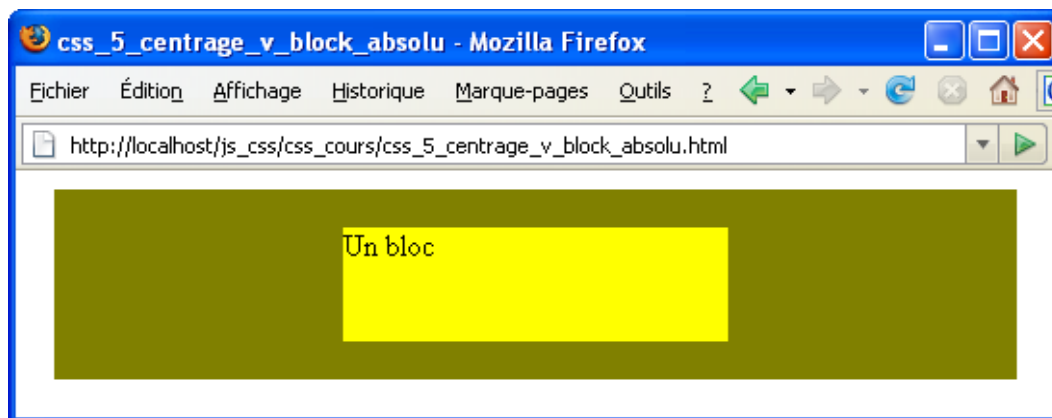 css_5_centrage_v_block_absolu - Mozilla Firefox
Fichier Édition Affichage Historique Marque-pages Outils ?
http://localhost/js_css/css_cours/css_5_centrage_v_block_absolu.html
Un bloc